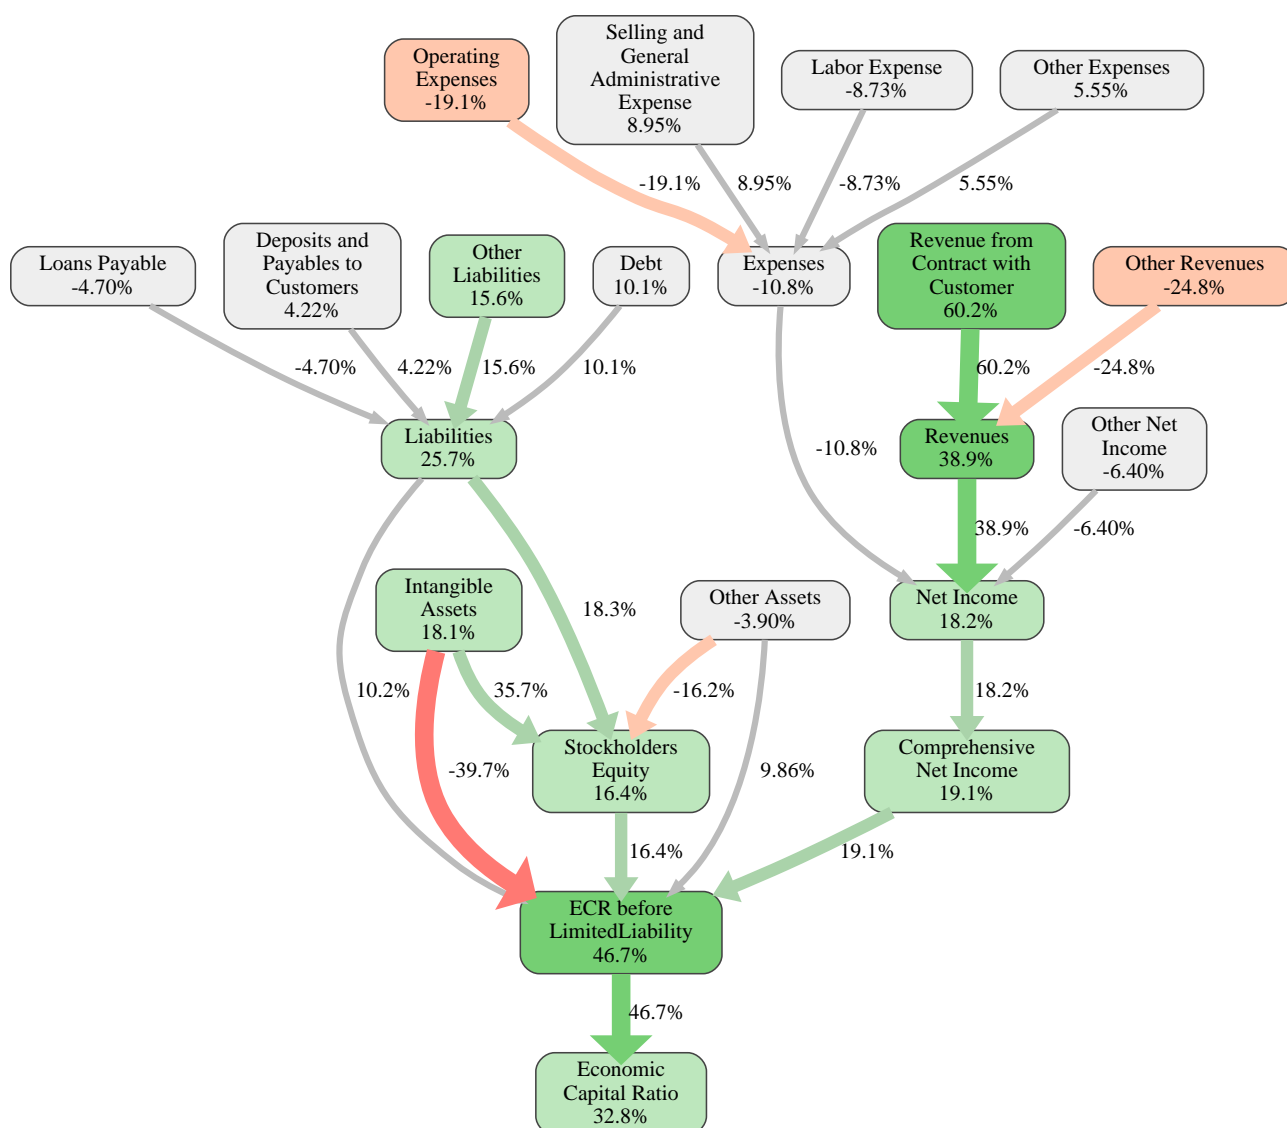 Selling and
General
Administrative
Expense
8.95%
Operating
Expenses
-19.1%
Labor Expense
-8.73%
Other Expenses
5.55%
-19.1%
8.95%
-8.73%
5.55%
Loans Payable
-4.70%
Deposits and
Payables to
Customers
4.22%
Other
Liabilities
15.6%
Debt
10.1%
Expenses
-10.8%
Revenue from
Contract with
Customer
60.2%
Other Revenues
-24.8%
-4.70%
4.22%
15.6%
10.1%
60.2%
-24.8%
Liabilities
25.7%
-10.8%
Revenues
38.9%
Other Net
Income
-6.40%
38.9%
-6.40%
Intangible
Assets
18.1%
18.3%
Other Assets
-3.90%
Net Income
18.2%
10.2%
35.7%
-16.2%
18.2%
-39.7%
Stockholders
Equity
16.4%
9.86%
Comprehensive
Net Income
19.1%
16.4%
19.1%
ECR before
LimitedLiability
46.7%
46.7%
Economic
Capital Ratio
32.8%